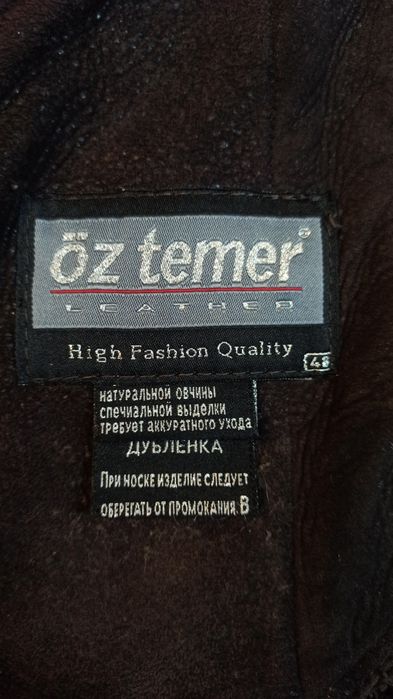 öz temer®
LEATHER
High Fashion Quality
натуральной овчины
спечиальной выделки
требует аккуратного ухода
ДУБЛЕНКА
При носке изделие следует
оберегать от промокания. В